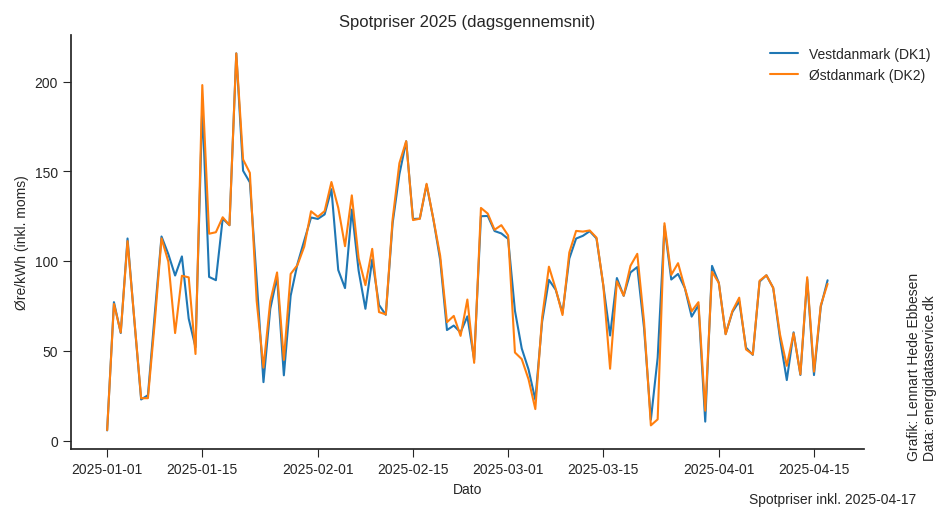 Spotpriser 2025 (dagsgennemsnit)
Vestdanmark (DK1)
Østdanmark (DK2)
Øre/kWh (inkl. moms)
200
150
100
50
0
2025-01-01 2025-01-15 2025-02-01 2025-02-15 2025-03-01 2025-03-15 2025-04-01 2025-04-15
Dato
Grafik: Lennart Hede Ebbesen
Data: energidataservice.dk
Spotpriser inkl. 2025-04-17